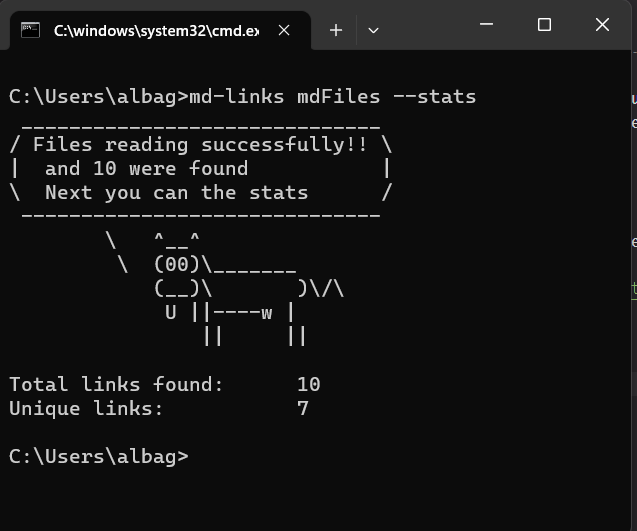 C:\windows\system32\cmd.ex
C:\Users\albag>md-links mdFiles --stats
 ______________________________
/ Files reading successfully!! \
|  and 10 were found           |
\  Next you can the stats      /
 ------------------------------
        \   ^__^
         \  (00)\_______
            (__)\       )\/\
             U ||----w |
                ||     ||
Total links found:      10
Unique links:           7
C:\Users\albag>